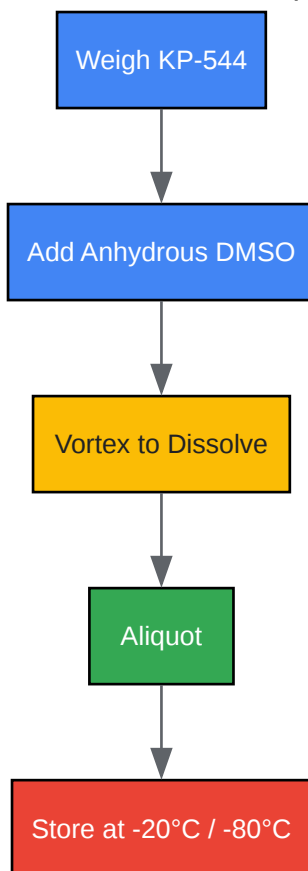 Weigh KP-544
Add Anhydrous DMSO
Vortex to Dissolve
Aliquot
Store at -20°C / -80°C